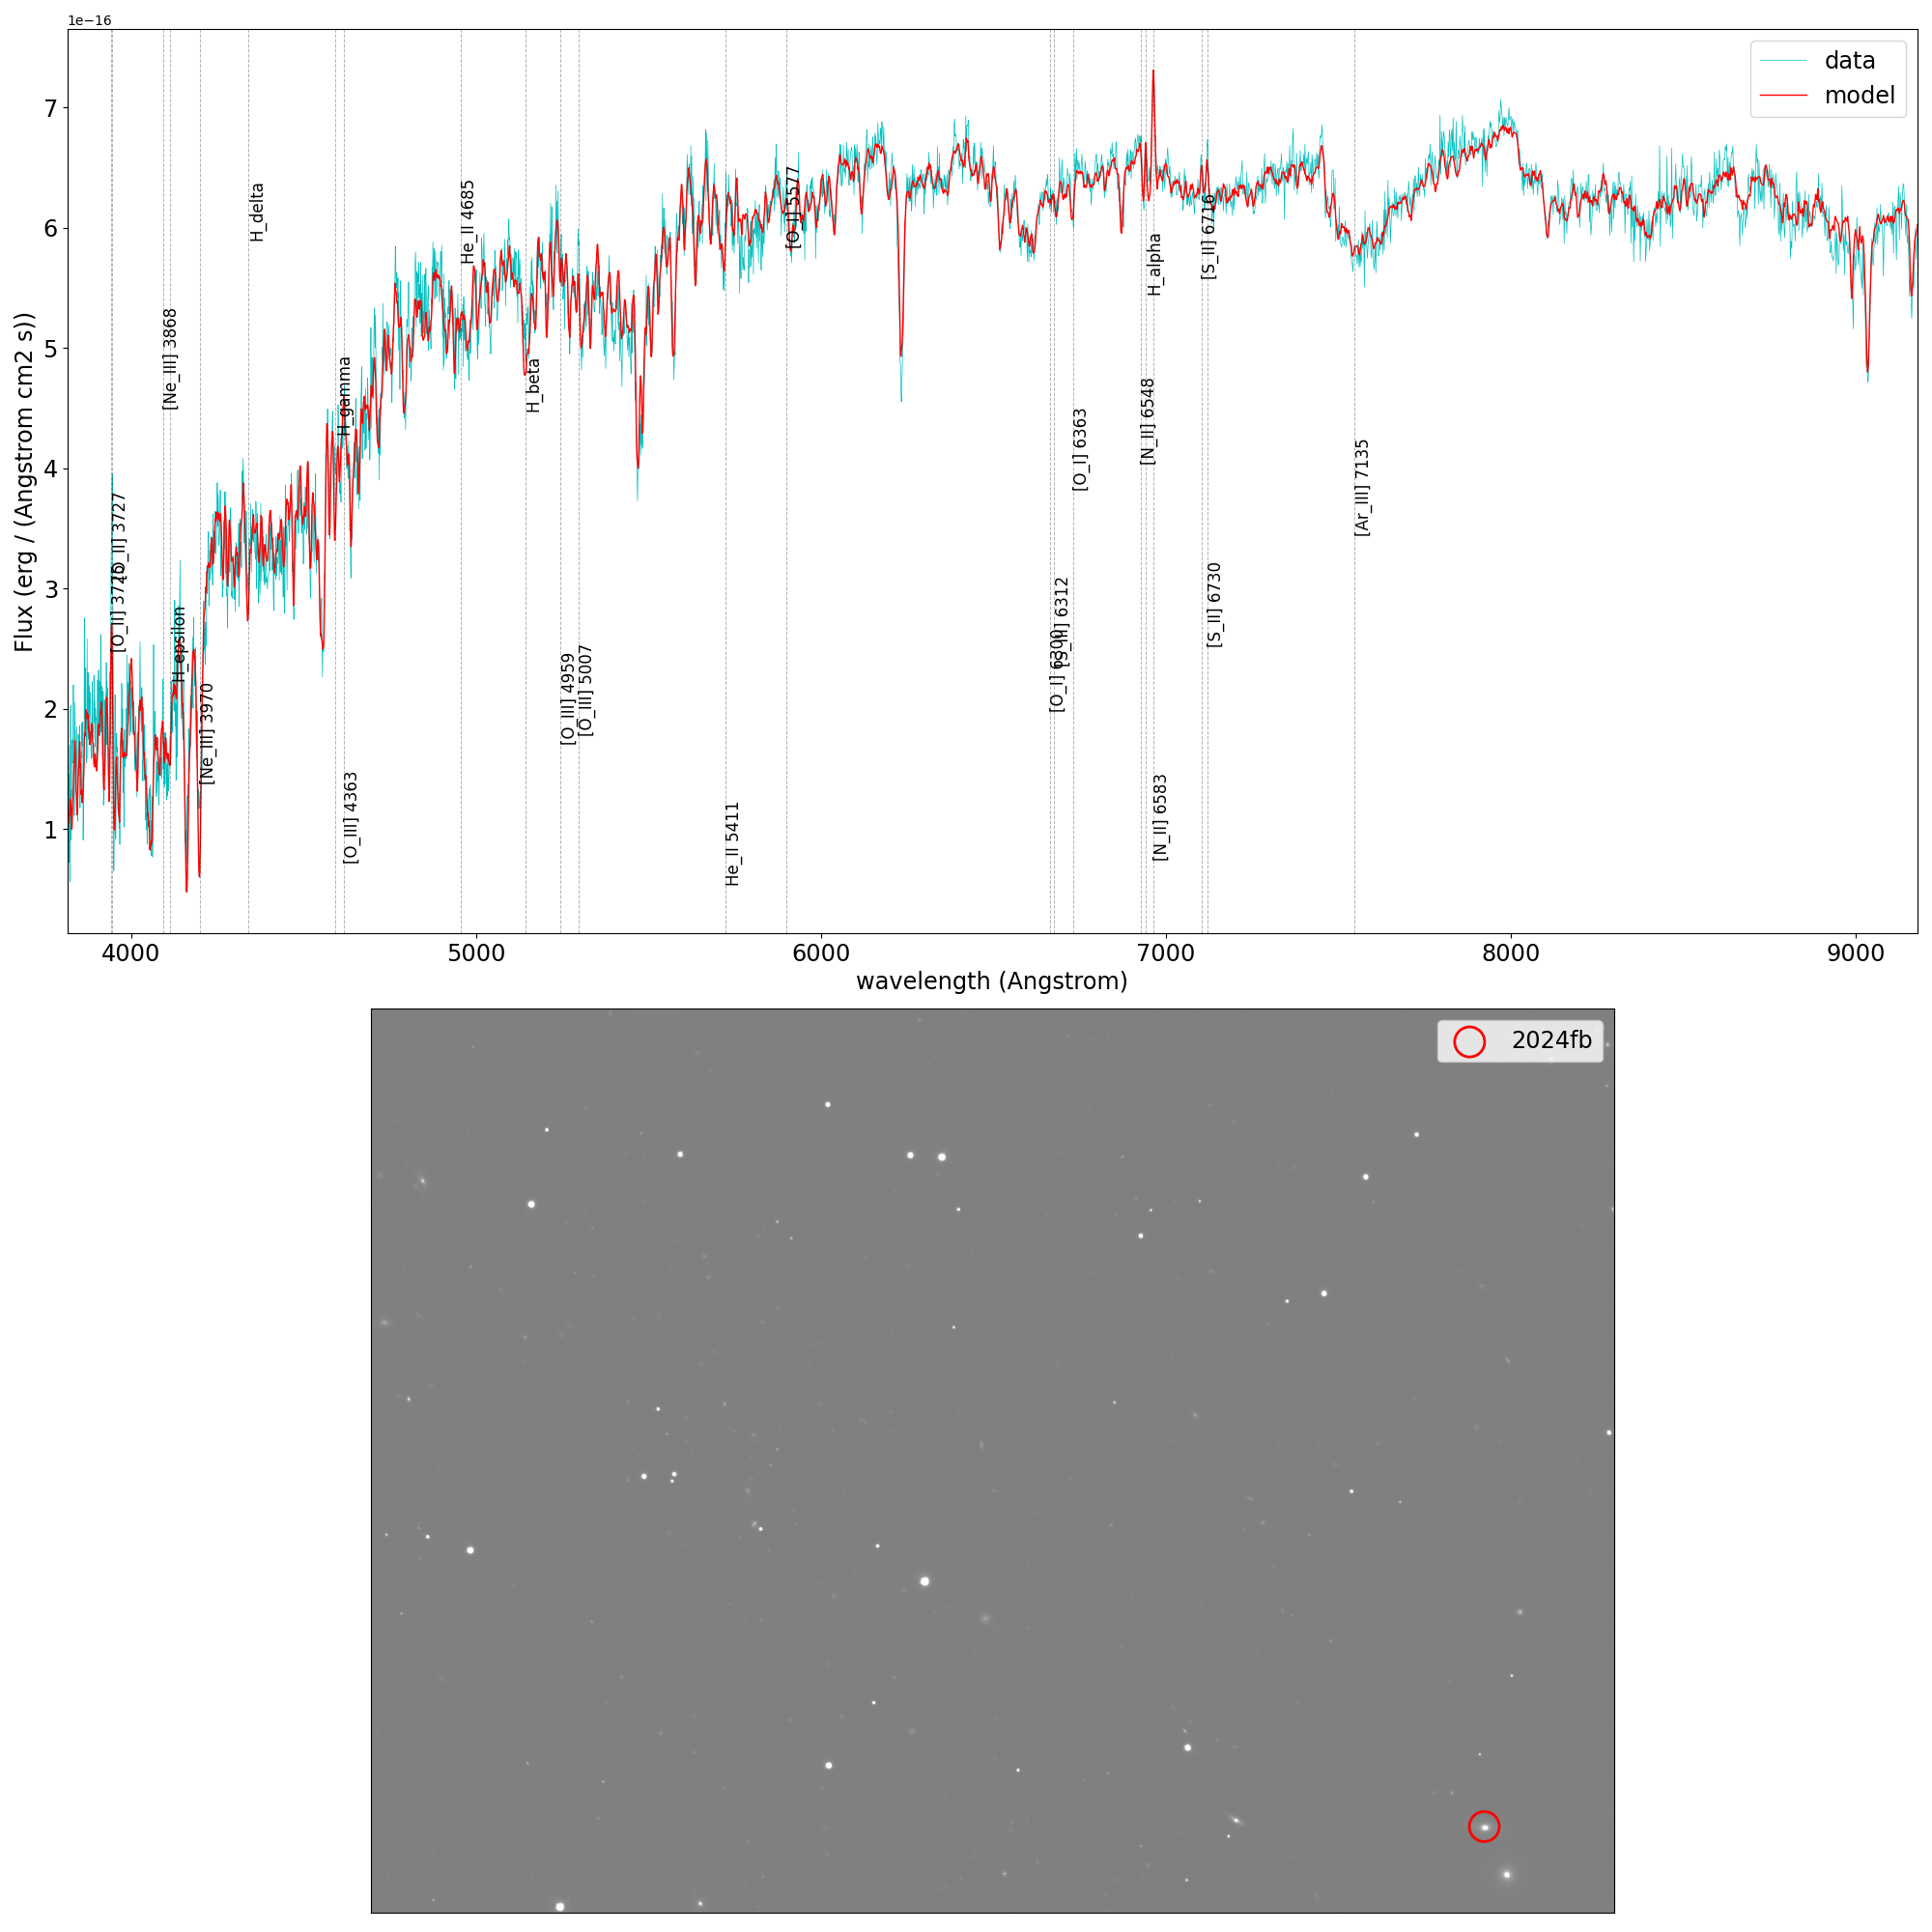 1e−16
data
model
7
6
5
4
3
2
1
Flux (erg / (Angstrom cm2 s))
[O_II] 3726
[O_II] 3727
[Ne_III] 3868
H_epsilon
[Ne_III] 3970
H_delta
H_gamma
[O_III] 4363
He_II 4685
H_beta
[O_III] 4959
[O_III] 5007
He_II 5411
[O_I] 5577
[O_I] 6300
[S_III] 6312
[O_I] 6363
[N_II] 6548
H_alpha
[N_II] 6583
[S_II] 6716
[S_II] 6730
[Ar_III] 7135
4000 5000 6000 7000 8000 9000
wavelength (Angstrom)
2024fb